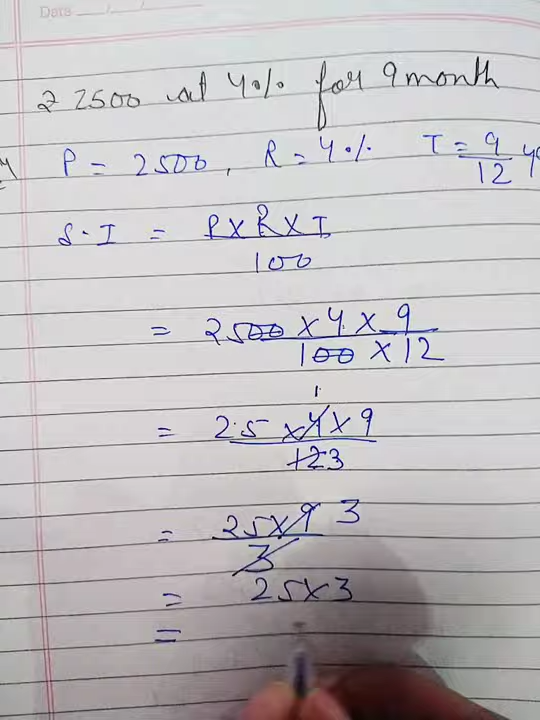 Date
₹ 2500 at 4% for 9 month
P = 2500, R = 4% T = 9/12
S.I = P×R×T/100
= 2500 × 4 × 9/100 × 12
= 25 × 4 × 9/12 1 3
= 25 × 9/3 3
= 25×3
=